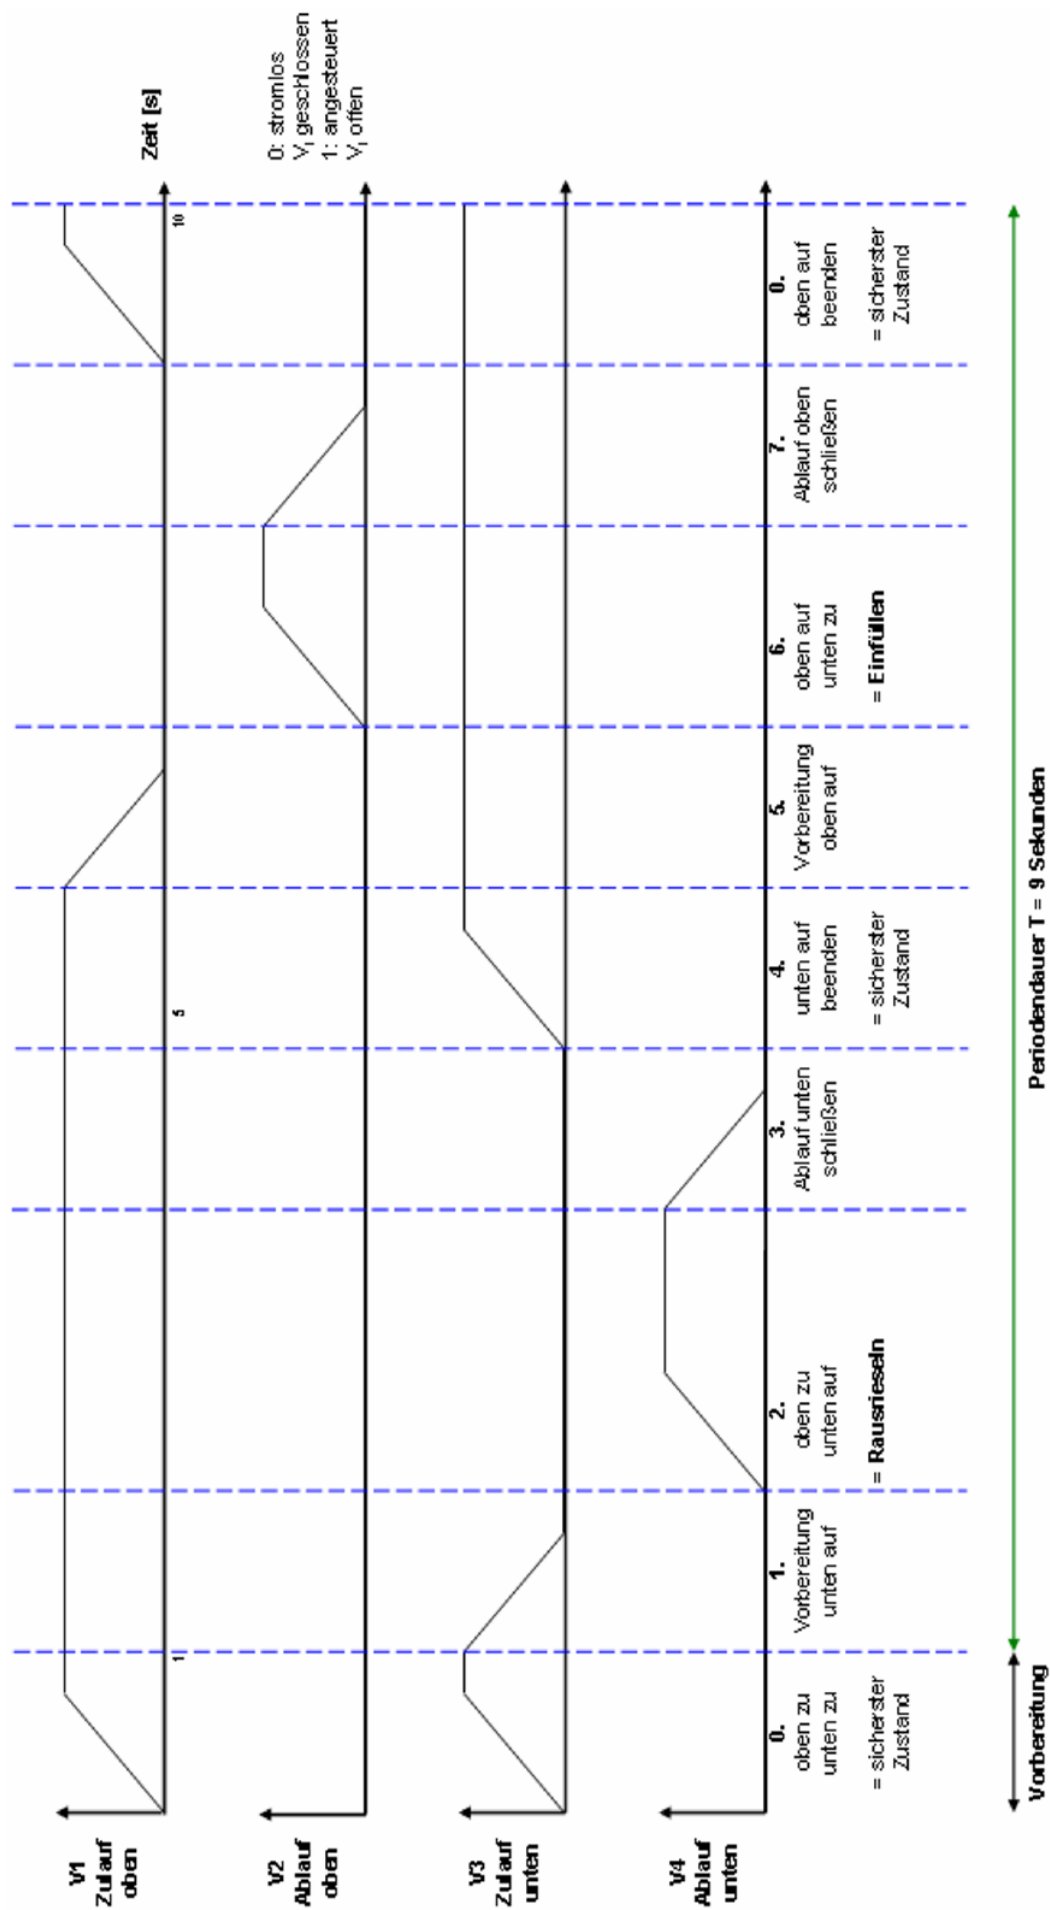 V1
Zulauf
oben
Zeit [s]
1
5
10
V2
Ablauf
oben
0: stromlos
V_i geschlossen
1: angesteuert
V_i offen
V3
Zulauf
unten
V4
Ablauf
unten
0.
oben zu
unten zu
= sicherster
Zustand
1.
Vorbereitung
unten auf
2.
oben zu
unten auf
= Rausrieseln
3.
Ablauf unten
schließen
4.
unten auf
beenden
= sicherster
Zustand
5.
Vorbereitung
oben auf
6.
oben auf
unten zu
= Einfüllen
7.
Ablauf oben
schließen
0.
oben auf
beenden
= sicherster
Zustand
Vorbereitung
Periodendauer T = 9 Sekunden